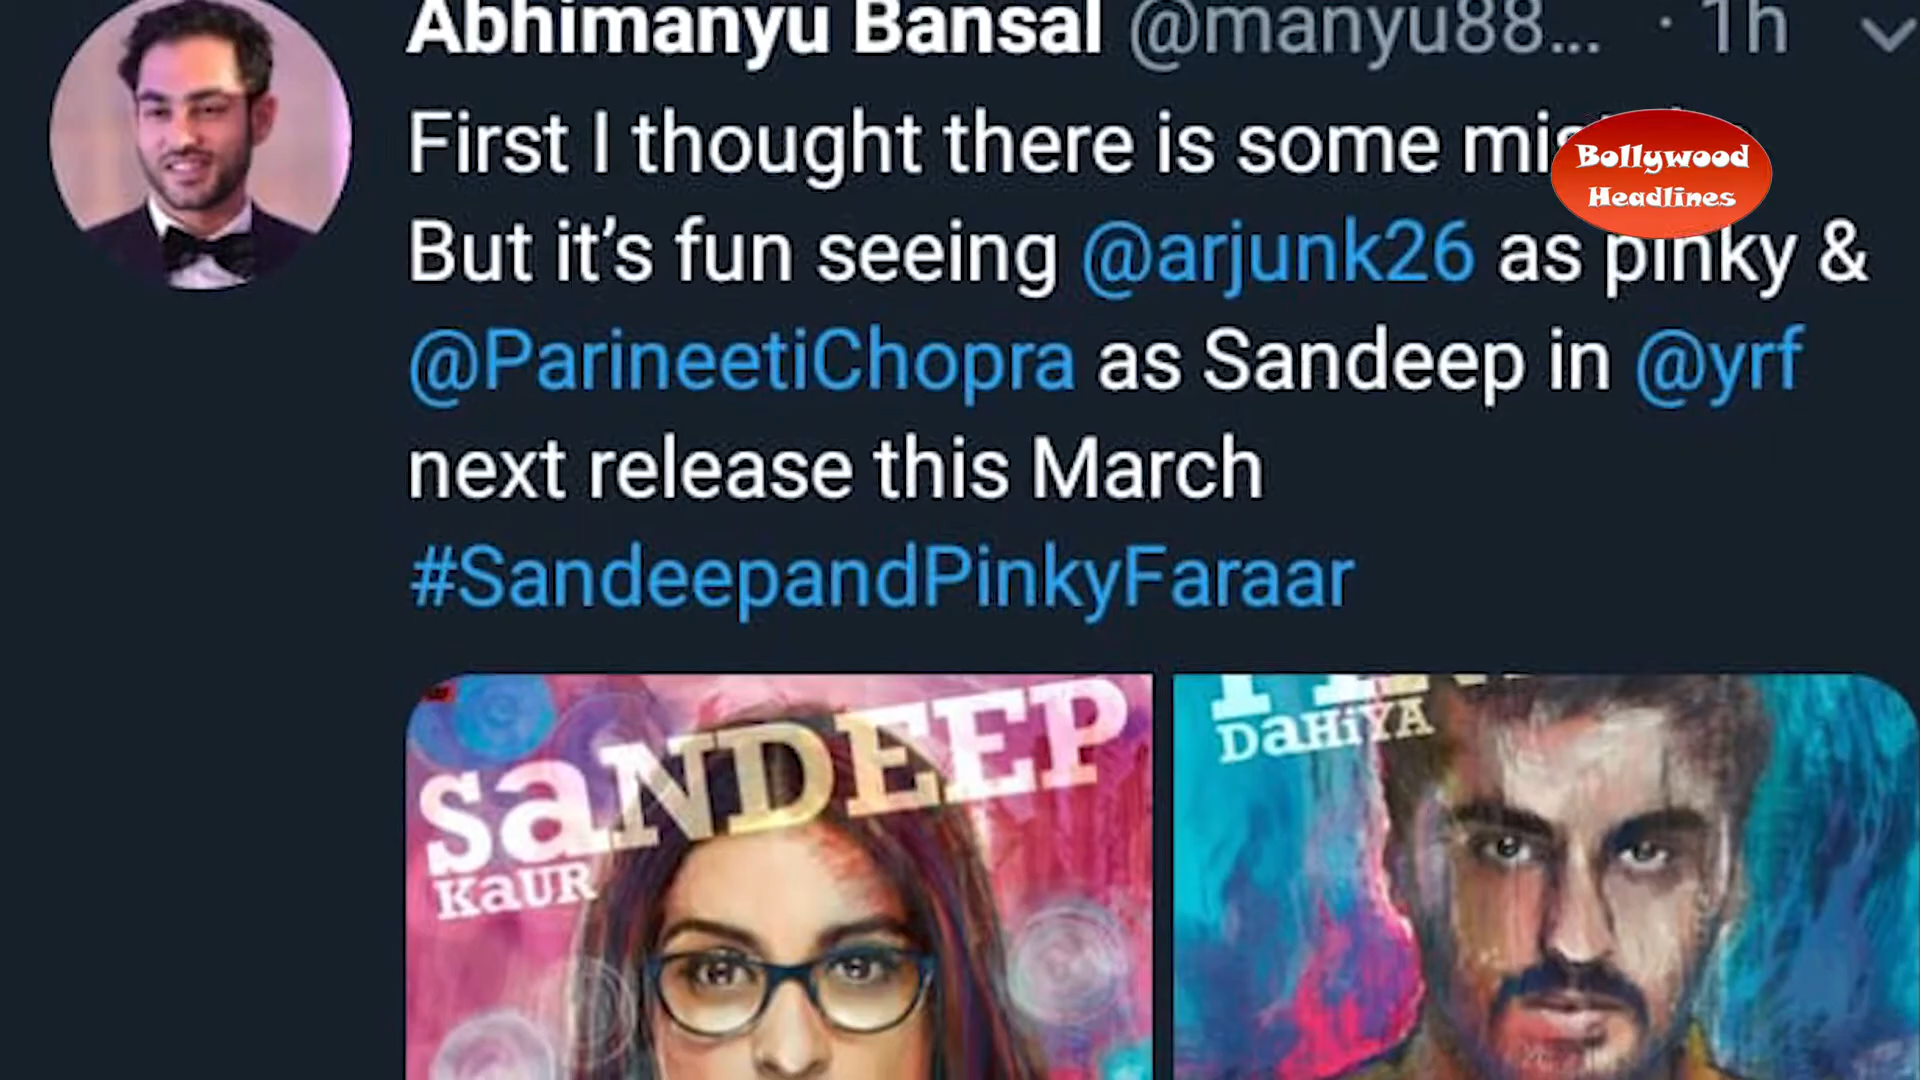 Abhimanyu Bansal @manyu88... · 1h
First I thought there is some
Bollywood
Headlines
But it's fun seeing @arjunk26 as pinky &
@ParineetiChopra as Sandeep in @yrf
next release this March
#SandeepandPinkyFaraar
SaNDEEP
KaUR
DaHiYA